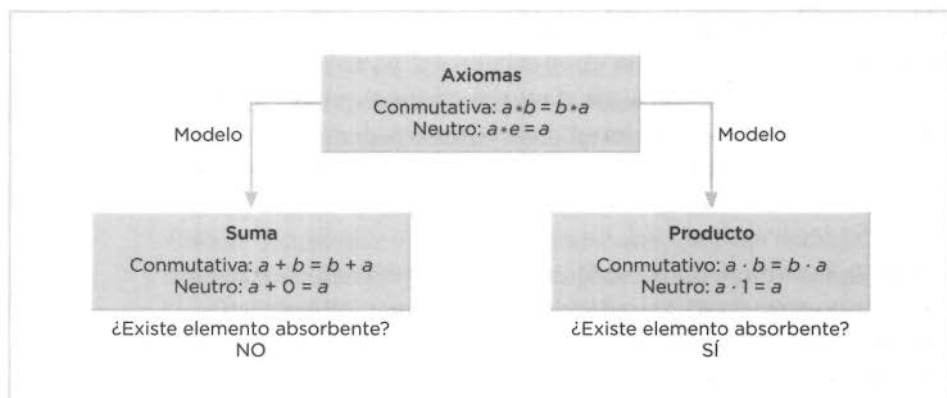 Axiomas
Conmutativa: a*b = b*a
Neutro: a*e = a
Modelo
Modelo
Suma
Conmutativa: a + b = b + a
Neutro: a + 0 = a
¿Existe elemento absorbente?
NO
Producto
Conmutativo: a · b = b · a
Neutro: a · 1 = a
¿Existe elemento absorbente?
SÍ